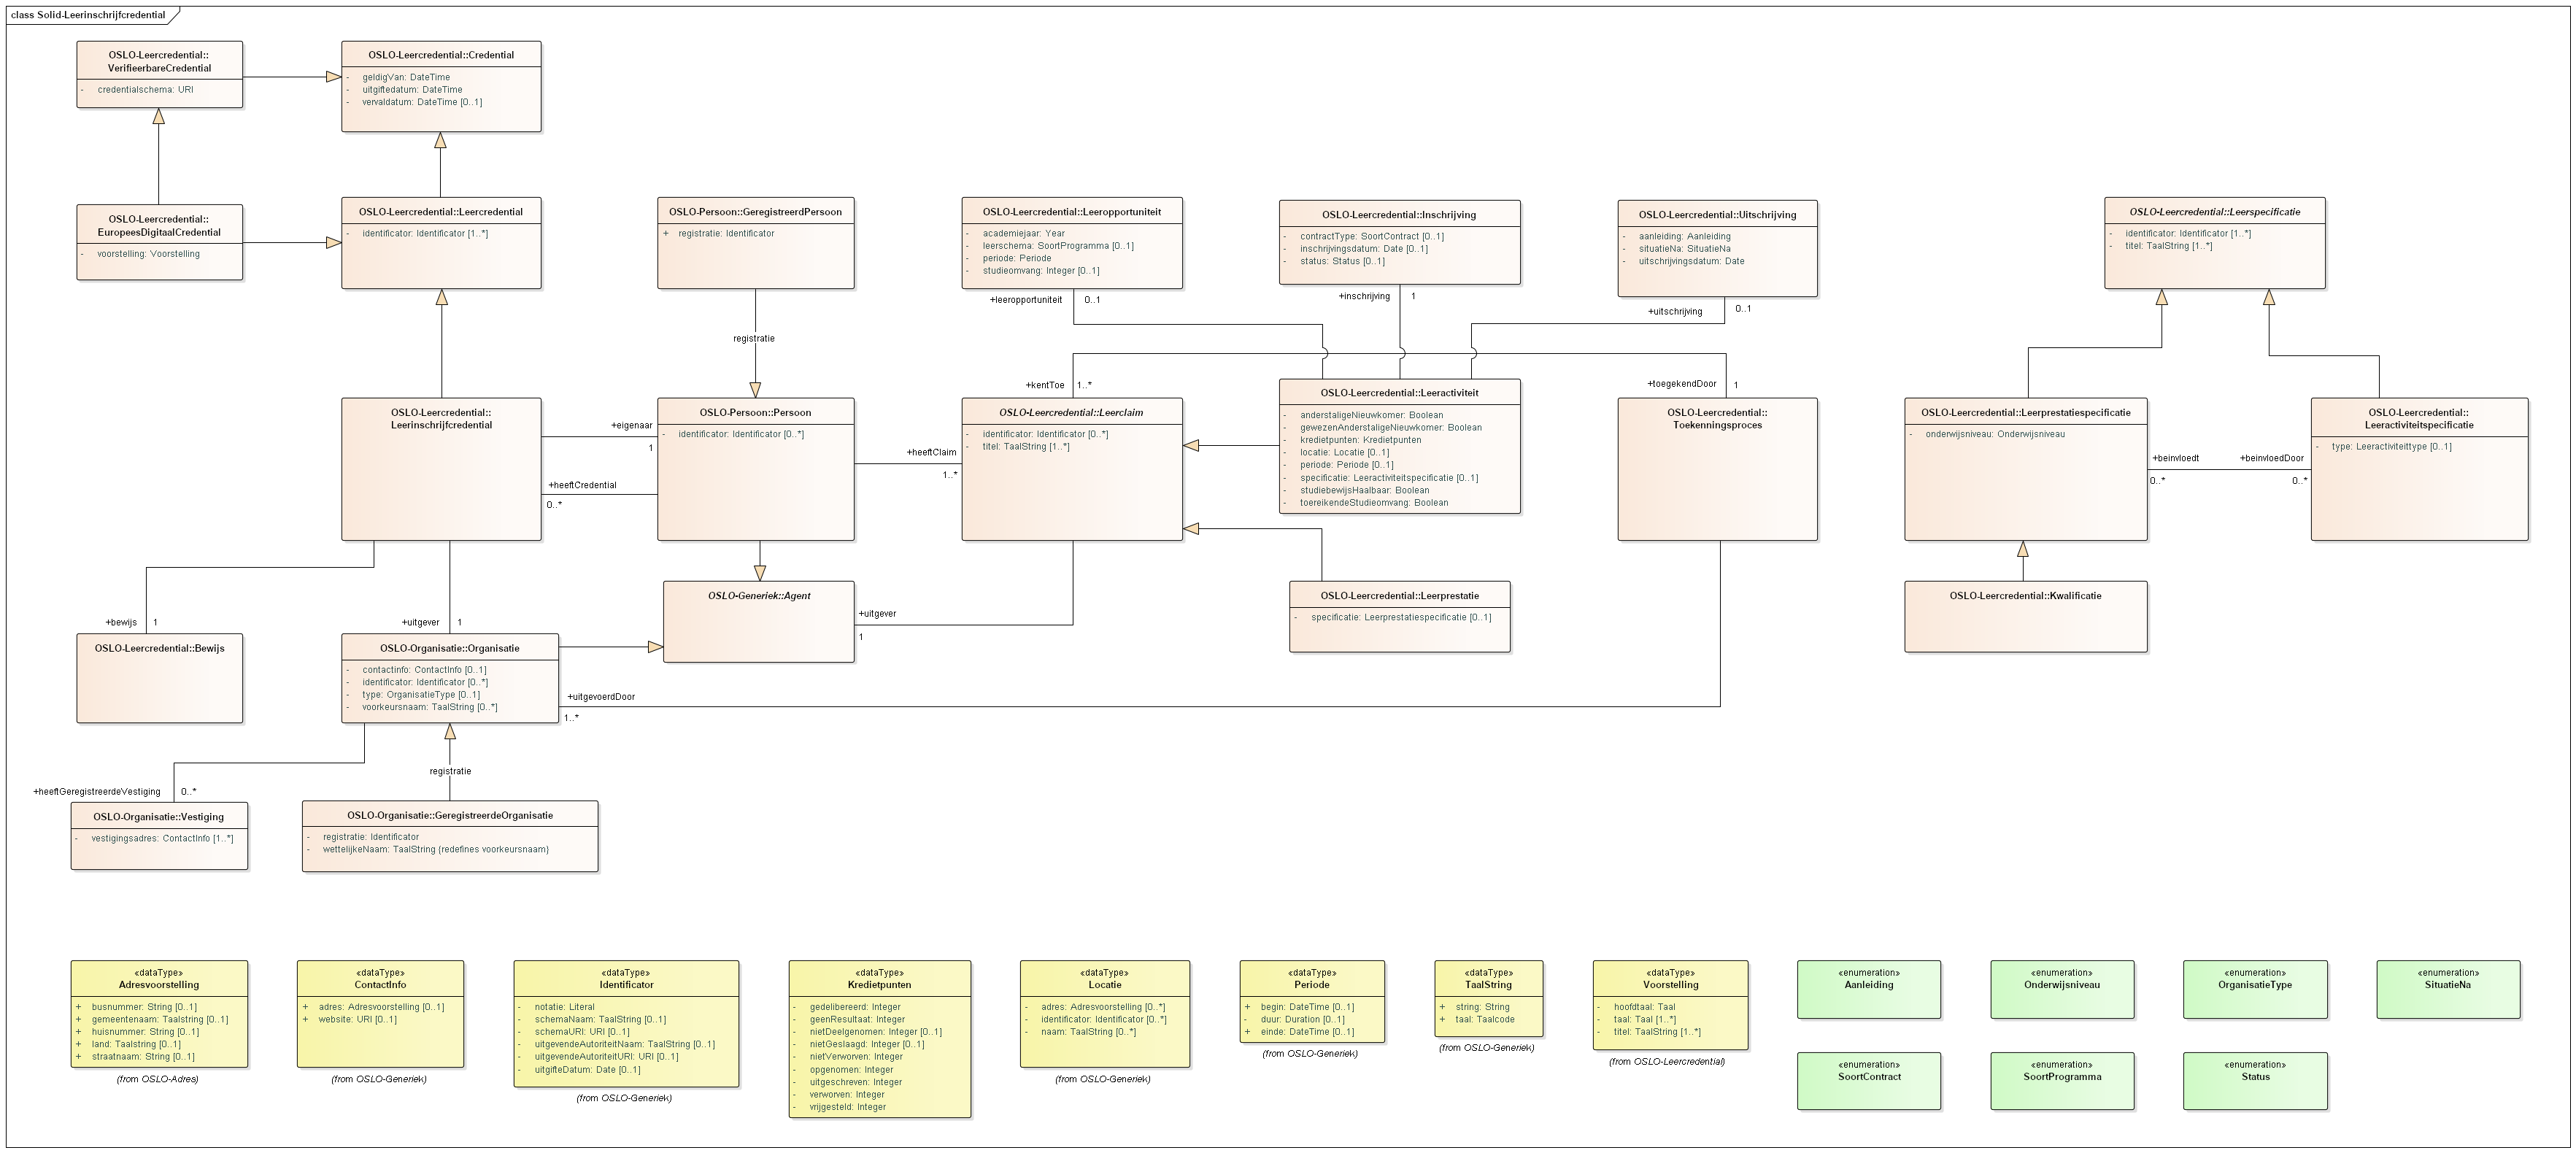 class Solid-Leerinschrijfcredential
OSLO-Leercredential::
VerifieerbareCredential
- credentialschema: URI
OSLO-Leercredential::Credential
- geldigVan: DateTime
- uitgiftedatum: DateTime
- vervaldatum: DateTime [0..1]
OSLO-Leercredential::
EuropeesDigitaalCredential
- voorstelling: Voorstelling
OSLO-Leercredential::Leercredential
- identificator: Identificator [1..*]
OSLO-Persoon::GeregistreerdPersoon
+ registratie: Identificator
OSLO-Leercredential::Leeropportuniteit
- academiejaar: Year
- leerschema: SoortProgramma [0..1]
- periode: Periode
- studieomvang: Integer [0..1]
OSLO-Leercredential::Inschrijving
- contractType: SoortContract [0..1]
- inschrijvingsdatum: Date [0..1]
- status: Status [0..1]
OSLO-Leercredential::Uitschrijving
- aanleiding: Aanleiding
- situatieNa: SituatieNa
- uitschrijvingsdatum: Date
OSLO-Leercredential::Leerspecificatie
- identificator: Identificator [1..*]
- titel: TaalString [1..*]
+leeropportuniteit 0..1
+inschrijving 1
+uitschrijving 0..1
registratie
+kentToe 1..*
+toegekendDoor 1
OSLO-Leercredential::
Leerinschrijfcredential
+eigenaar
1
+heeftCredential
0..*
OSLO-Persoon::Persoon
- identificator: Identificator [0..*]
+heeftClaim
1..*
OSLO-Leercredential::Leerclaim
- identificator: Identificator [0..*]
- titel: TaalString [1..*]
OSLO-Leercredential::Leeractiviteit
- anderstaligeNieuwkomer: Boolean
- gewezenAnderstaligeNieuwkomer: Boolean
- kredietpunten: Kredietpunten
- locatie: Locatie [0..1]
- periode: Periode [0..1]
- specificatie: Leeractiviteitspecificatie [0..1]
- studiebewijsHaalbaar: Boolean
- toereikendeStudieomvang: Boolean
OSLO-Leercredential::
Toekenningsproces
OSLO-Leercredential::Leerprestatiespecificatie
- onderwijsniveau: Onderwijsniveau
+beinvloedt
0..*
+beinvloedDoor
0..*
OSLO-Leercredential::
Leeractiviteitspecificatie
- type: Leeractiviteittype [0..1]
+bewijs 1
+uitgever 1
OSLO-Generiek::Agent
+uitgever
1
OSLO-Leercredential::Leerprestatie
- specificatie: Leerprestatiespecificatie [0..1]
OSLO-Leercredential::Kwalificatie
OSLO-Leercredential::Bewijs
OSLO-Organisatie::Organisatie
- contactinfo: ContactInfo [0..1]
- identificator: Identificator [0..*]
- type: OrganisatieType [0..1]
- voorkeursnaam: TaalString [0..*]
+uitgevoerdDoor
1..*
registratie
+heeftGeregistreerdeVestiging 0..*
OSLO-Organisatie::Vestiging
- vestigingsadres: ContactInfo [1..*]
OSLO-Organisatie::GeregistreerdeOrganisatie
- registratie: Identificator
- wettelijkeNaam: TaalString {redefines voorkeursnaam}
«dataType»
Adresvoorstelling
+ busnummer: String [0..1]
+ gemeentenaam: Taalstring [0..1]
+ huisnummer: String [0..1]
+ land: Taalstring [0..1]
+ straatnaam: String [0..1]
(from OSLO-Adres)
«dataType»
ContactInfo
+ adres: Adresvoorstelling [0..1]
+ website: URI [0..1]
(from OSLO-Generiek)
«dataType»
Identificator
- notatie: Literal
- schemaNaam: TaalString [0..1]
- schemaURI: URI [0..1]
- uitgevendeAutoriteitNaam: TaalString [0..1]
- uitgevendeAutoriteitURI: URI [0..1]
- uitgifteDatum: Date [0..1]
(from OSLO-Generiek)
«dataType»
Kredietpunten
- gedelibereerd: Integer
- geenResultaat: Integer
- nietDeelgenomen: Integer [0..1]
- nietGeslaagd: Integer [0..1]
- nietVerworven: Integer
- opgenomen: Integer
- uitgeschreven: Integer
- verworven: Integer
- vrijgesteld: Integer
«dataType»
Locatie
- adres: Adresvoorstelling [0..*]
- identificator: Identificator [0..*]
- naam: TaalString [0..*]
(from OSLO-Generiek)
«dataType»
Periode
+ begin: DateTime [0..1]
- duur: Duration [0..1]
+ einde: DateTime [0..1]
(from OSLO-Generiek)
«dataType»
TaalString
+ string: String
+ taal: Taalcode
(from OSLO-Generiek)
«dataType»
Voorstelling
- hoofdtaal: Taal
- taal: Taal [1..*]
- titel: TaalString [1..*]
(from OSLO-Leercredential)
«enumeration»
Aanleiding
«enumeration»
Onderwijsniveau
«enumeration»
OrganisatieType
«enumeration»
SituatieNa
«enumeration»
SoortContract
«enumeration»
SoortProgramma
«enumeration»
Status